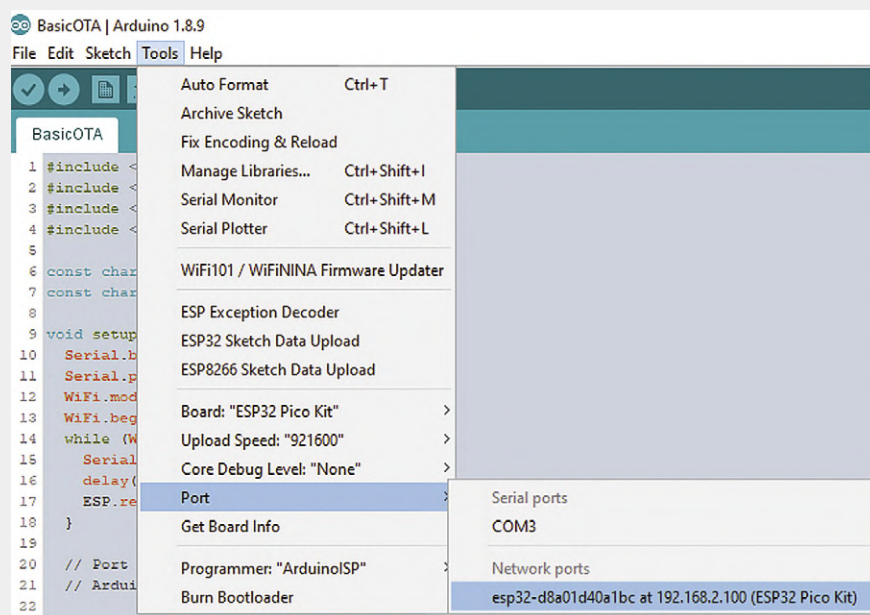 BasicOTA | Arduino 1.8.9
File Edit Sketch Tools Help
BasicOTA
1 #include <
2 #include <
3 #include <
4 #include <
5
6 const char
7 const char
8
9 void setup
10 Serial.b
11 Serial.p
12 WiFi.mod
13 WiFi.beg
14 while (W
15 Serial
16 delay(
17 ESP.re
18 }
19
20 // Port
21 // Ardui
22
Auto Format Ctrl+T
Archive Sketch
Fix Encoding & Reload
Manage Libraries... Ctrl+Shift+I
Serial Monitor Ctrl+Shift+M
Serial Plotter Ctrl+Shift+L
WiFi101 / WiFiNINA Firmware Updater
ESP Exception Decoder
ESP32 Sketch Data Upload
ESP8266 Sketch Data Upload
Board: "ESP32 Pico Kit"
Upload Speed: "921600"
Core Debug Level: "None"
Port
Get Board Info
Programmer: "ArduinoISP"
Burn Bootloader
Serial ports
COM3
Network ports
esp32-d8a01d40a1bc at 192.168.2.100 (ESP32 Pico Kit)